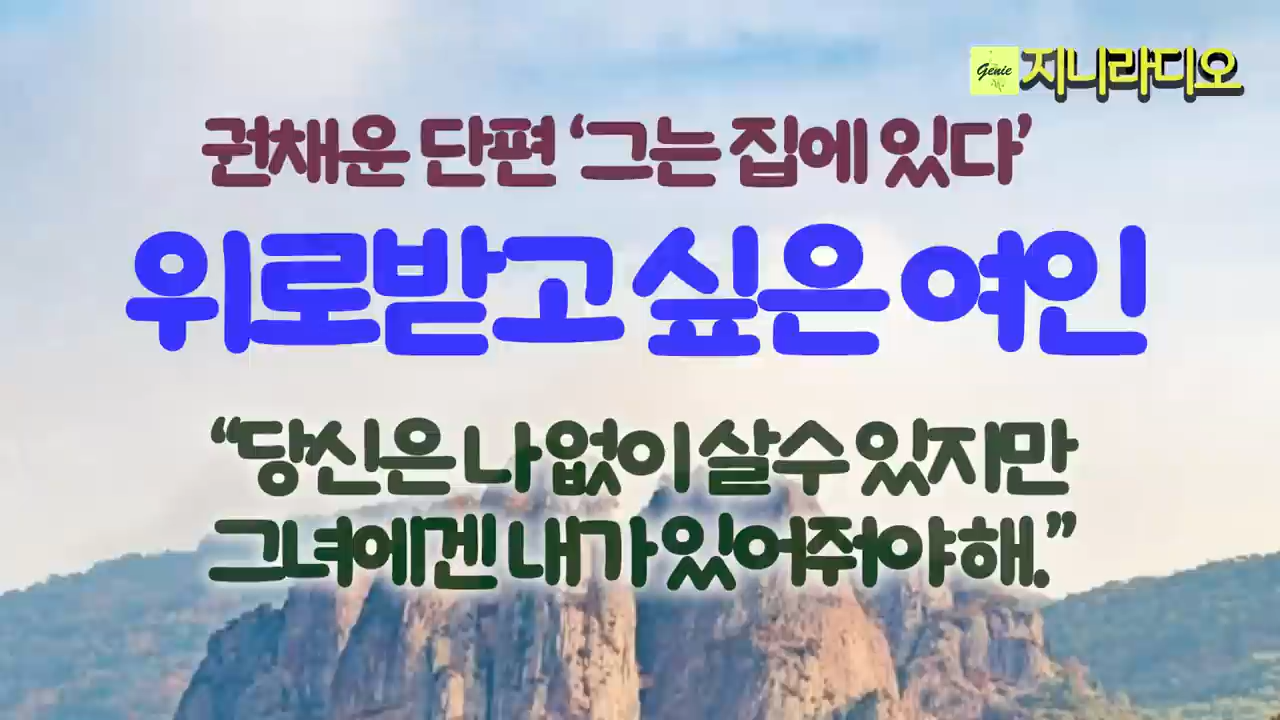 Genie 지니라디오
권채운 단편 ‘그는 집에 있다’
위로받고 싶은 여인
“당신은 나 없이 살수 있지만
그녀에겐 내가 있어줘야 해.”